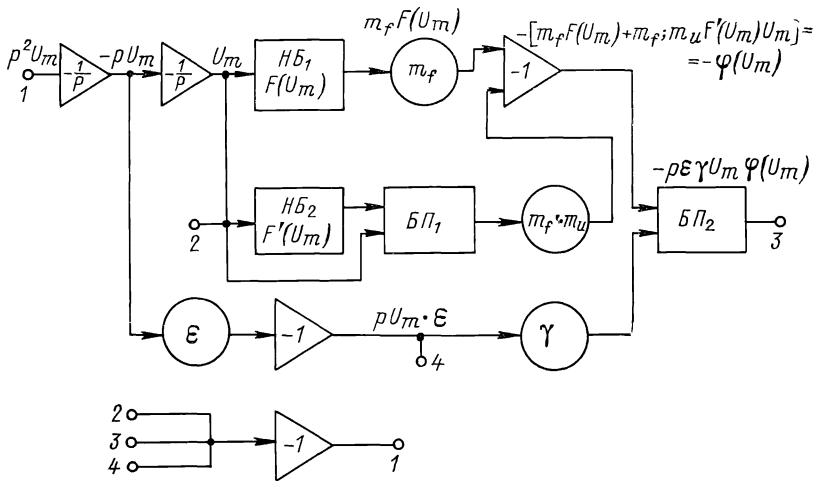 m_f F(U_m)
-[m_f F(U_m) + m_f; m_u F'(U_m) U_m] =
= -φ(U_m)
p²U_m
-1/P
-pU_m
-1/P
U_m
НБ₁
F(U_m)
m_f
-1
1
-pεγU_m φ(U_m)
2
НБ₂
F'(U_m)
БП₁
m_f'·m_u
БП₂
3
ε
-1
pU_m·ε
γ
4
2
3
4
-1
1